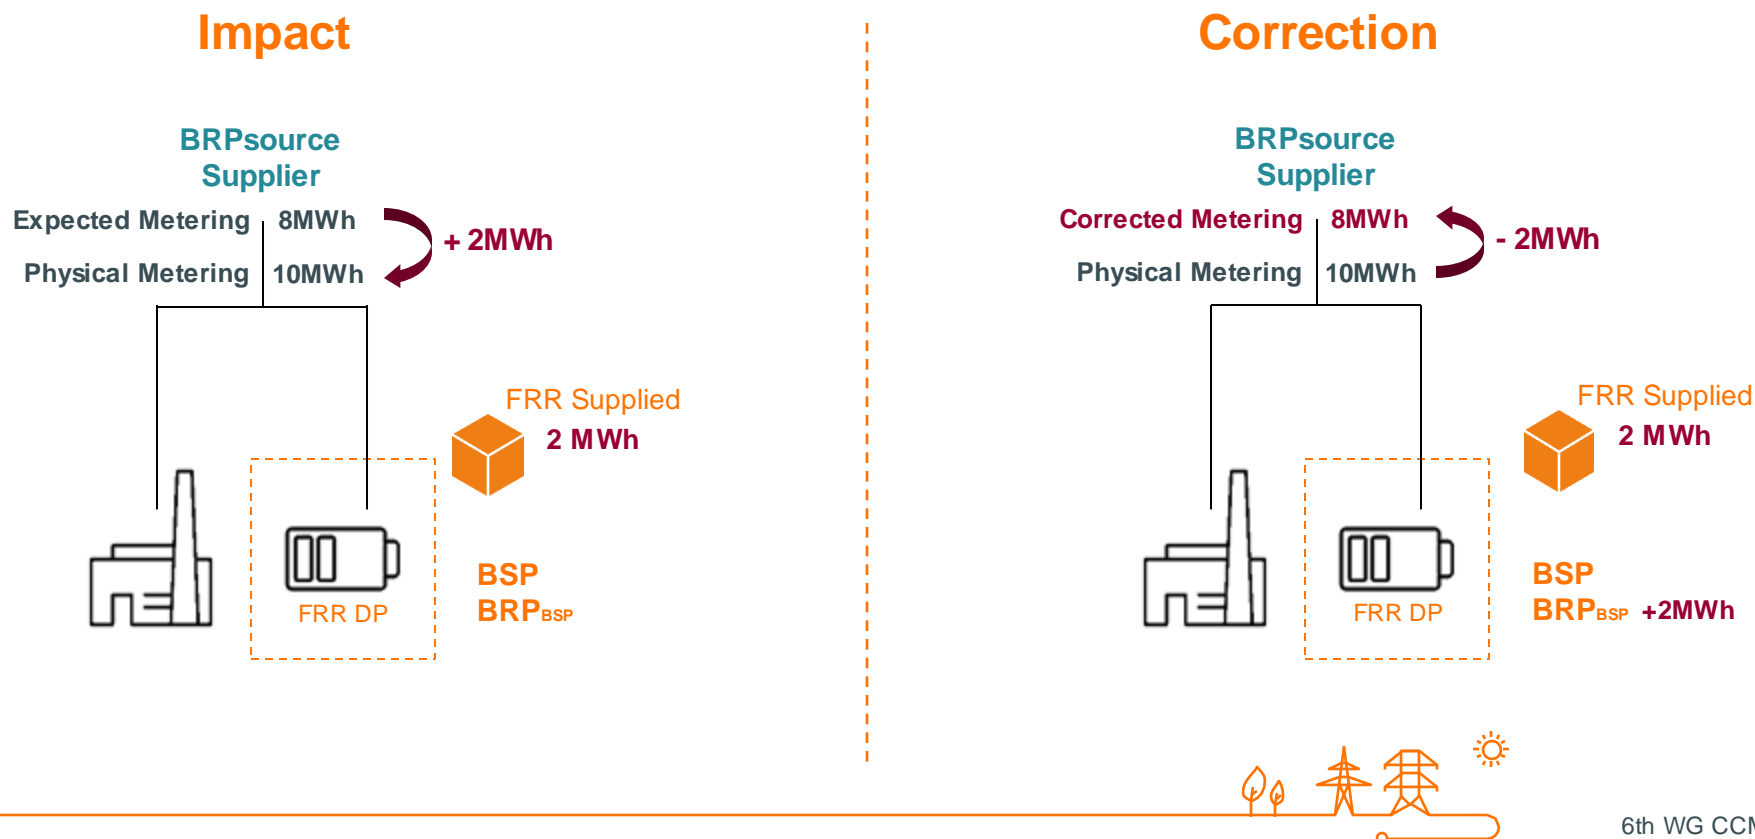 Impact
BRPsource
Supplier
Expected Metering 8MWh
+ 2MWh
Physical Metering 10MWh
FRR Supplied
2 MWh
FRR DP
BSP
BRPBSP
Correction
BRPsource
Supplier
Corrected Metering 8MWh
- 2MWh
Physical Metering 10MWh
FRR Supplied
2 MWh
FRR DP
BSP
BRPBSP +2MWh
6th WG CCM